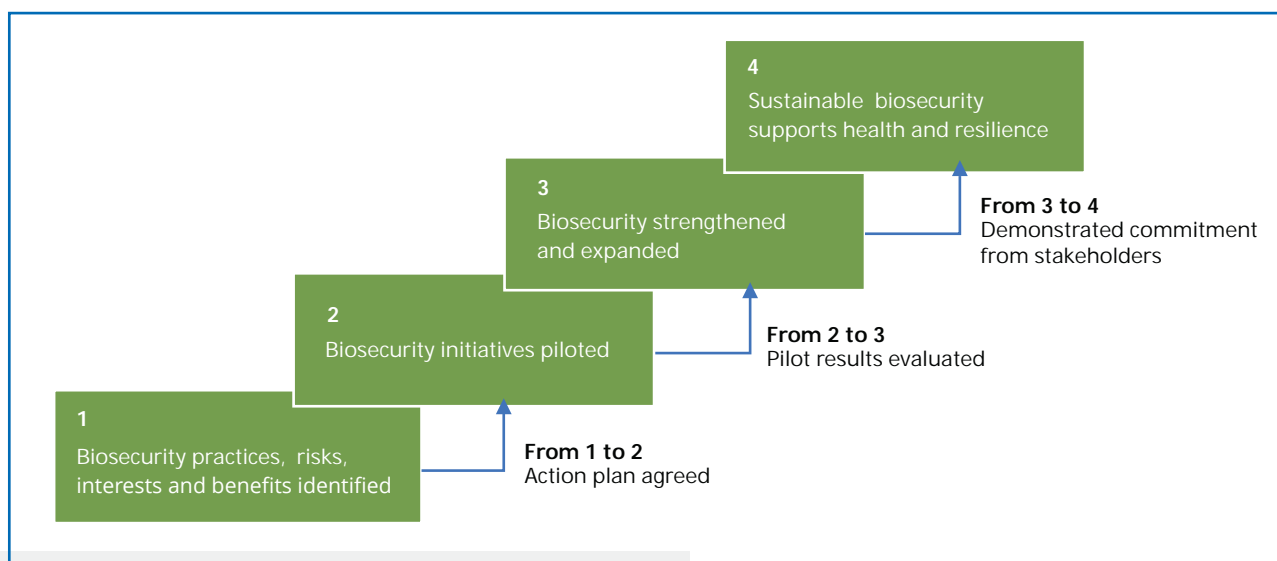 4
Sustainable biosecurity
supports health and resilience
3
Biosecurity strengthened
and expanded
From 3 to 4
Demonstrated commitment
from stakeholders
2
Biosecurity initiatives piloted
From 2 to 3
Pilot results evaluated
1
Biosecurity practices, risks,
interests and benefits identified
From 1 to 2
Action plan agreed